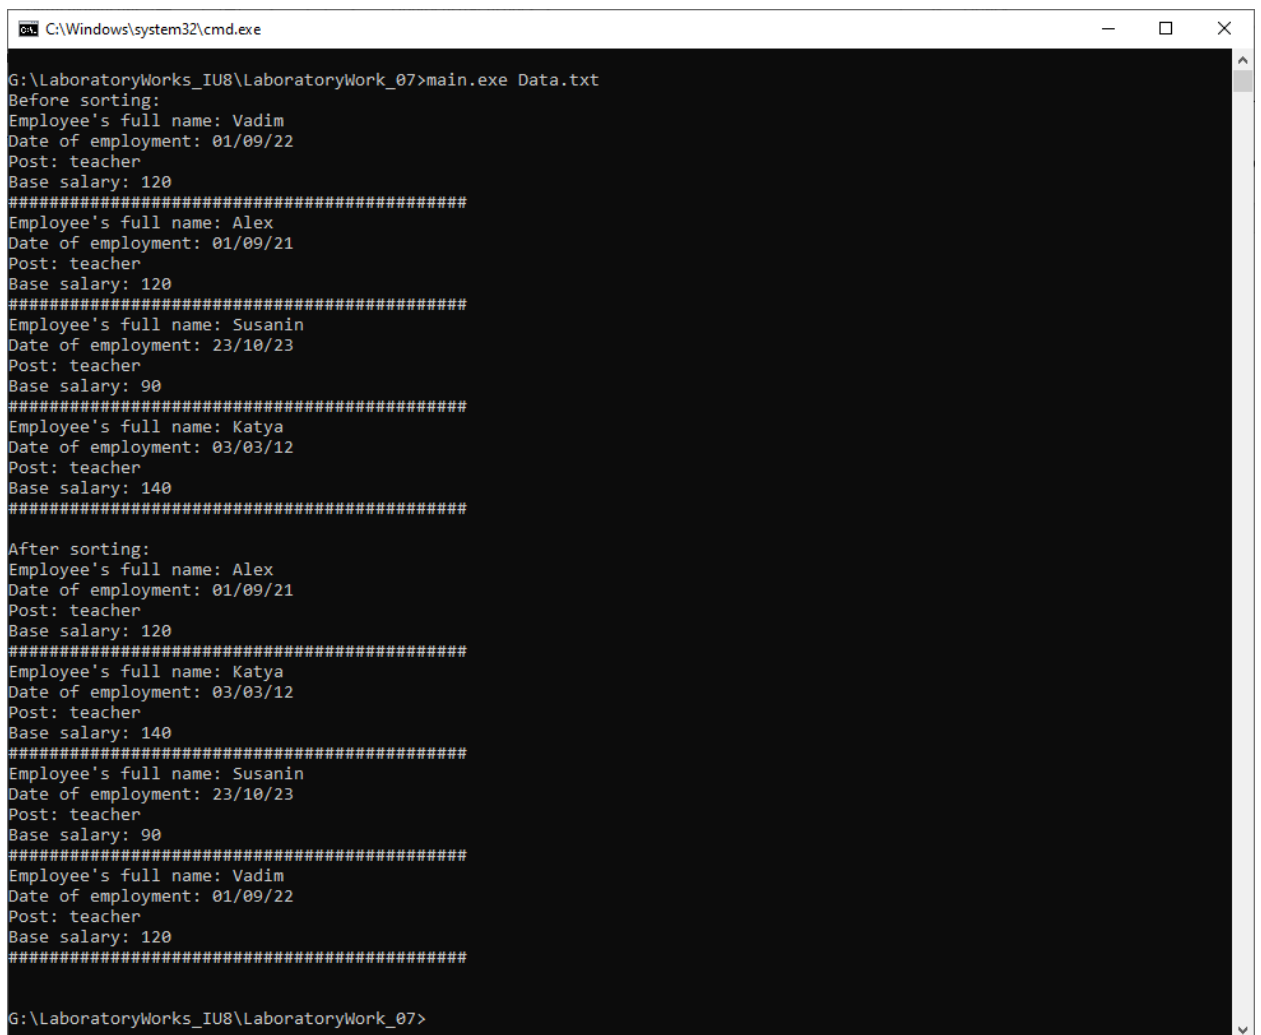 C:\Windows\system32\cmd.exe
G:\LaboratoryWorks_IU8\LaboratoryWork_07>main.exe Data.txt
Before sorting:
Employee's full name: Vadim
Date of employment: 01/09/22
Post: teacher
Base salary: 120
#############################################
Employee's full name: Alex
Date of employment: 01/09/21
Post: teacher
Base salary: 120
#############################################
Employee's full name: Susanin
Date of employment: 23/10/23
Post: teacher
Base salary: 90
#############################################
Employee's full name: Katya
Date of employment: 03/03/12
Post: teacher
Base salary: 140
#############################################
After sorting:
Employee's full name: Alex
Date of employment: 01/09/21
Post: teacher
Base salary: 120
#############################################
Employee's full name: Katya
Date of employment: 03/03/12
Post: teacher
Base salary: 140
#############################################
Employee's full name: Susanin
Date of employment: 23/10/23
Post: teacher
Base salary: 90
#############################################
Employee's full name: Vadim
Date of employment: 01/09/22
Post: teacher
Base salary: 120
#############################################
G:\LaboratoryWorks_IU8\LaboratoryWork_07>